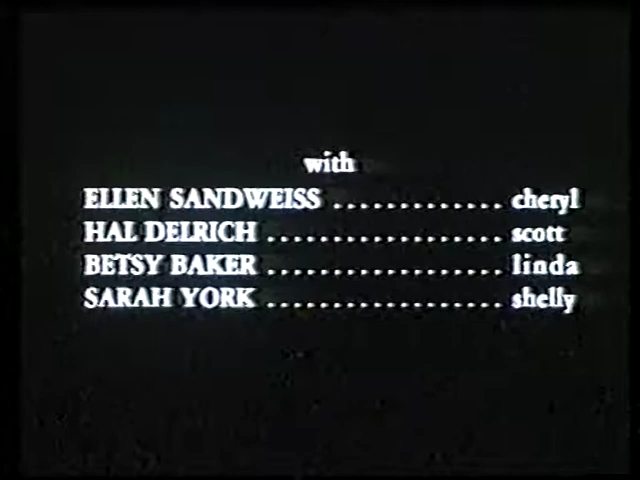 with
ELLEN SANDWEISS ............. cheryl
HAL DELRICH .................. scott
BETSY BAKER .................. linda
SARAH YORK .................. shelly